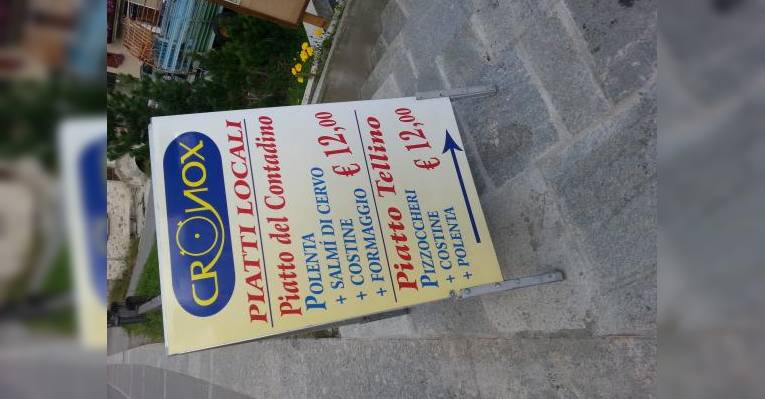 CRONOX
PIATTI LOCALI
Piatto del Contadino
POLENTA
+ SALMÍ DI CERVO
+ COSTINE € 12,00
+ FORMAGGIO
Piatto Tellino
PIZZOCCHERI € 12,00
+ COSTINE
+ POLENTA